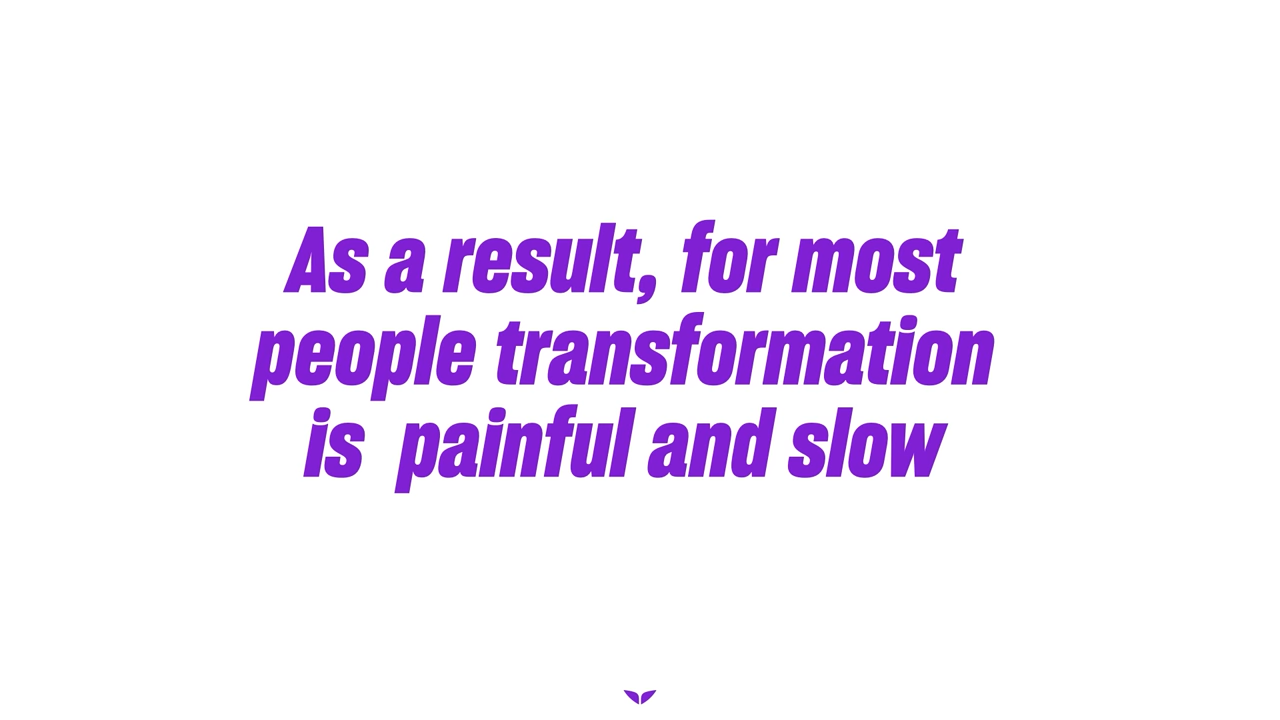 As a result, for most
people transformation
is  painful and slow